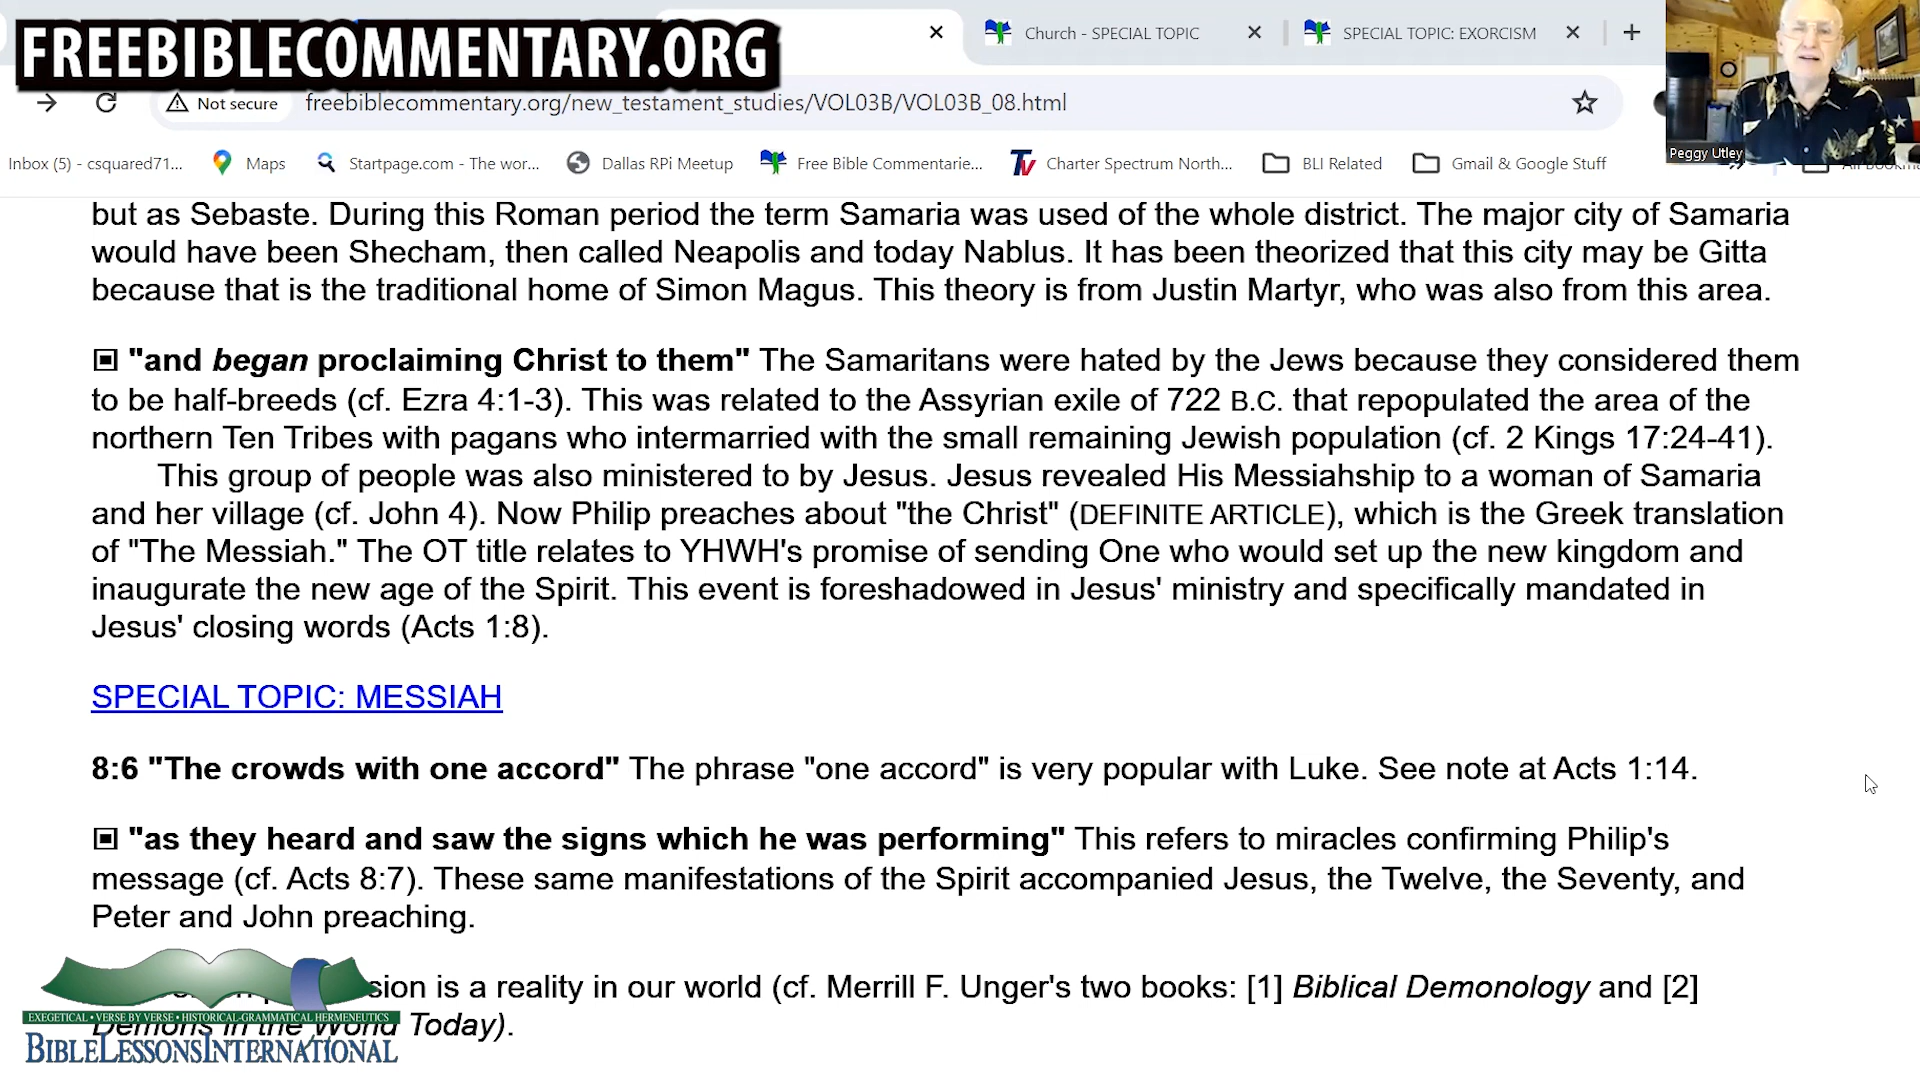 FREEBIBLECOMMENTARY.ORG
Church - SPECIAL TOPIC
SPECIAL TOPIC: EXORCISM
Not secure
freebiblecommentary.org/new_testament_studies/VOL03B/VOL03B_08.html
Peggy Utley
Inbox (5) - csquared71...
Maps
Startpage.com - The wor...
Dallas RPi Meetup
Free Bible Commentarie...
Charter Spectrum North...
BLI Related
Gmail & Google Stuff
but as Sebaste. During this Roman period the term Samaria was used of the whole district. The major city of Samaria
would have been Shecham, then called Neapolis and today Nablus. It has been theorized that this city may be Gitta
because that is the traditional home of Simon Magus. This theory is from Justin Martyr, who was also from this area.
"and began proclaiming Christ to them" The Samaritans were hated by the Jews because they considered them
to be half-breeds (cf. Ezra 4:1-3). This was related to the Assyrian exile of 722 B.C. that repopulated the area of the
northern Ten Tribes with pagans who intermarried with the small remaining Jewish population (cf. 2 Kings 17:24-41).
This group of people was also ministered to by Jesus. Jesus revealed His Messiahship to a woman of Samaria
and her village (cf. John 4). Now Philip preaches about "the Christ" (DEFINITE ARTICLE), which is the Greek translation
of "The Messiah." The OT title relates to YHWH's promise of sending One who would set up the new kingdom and
inaugurate the new age of the Spirit. This event is foreshadowed in Jesus' ministry and specifically mandated in
Jesus' closing words (Acts 1:8).
SPECIAL TOPIC: MESSIAH
8:6 "The crowds with one accord" The phrase "one accord" is very popular with Luke. See note at Acts 1:14.
"as they heard and saw the signs which he was performing" This refers to miracles confirming Philip's
message (cf. Acts 8:7). These same manifestations of the Spirit accompanied Jesus, the Twelve, the Seventy, and
Peter and John preaching.
sion is a reality in our world (cf. Merrill F. Unger's two books: [1] Biblical Demonology and [2]
Demons in the World Today).
EXEGETICAL • VERSE BY VERSE • HISTORICAL-GRAMMATICAL HERMENEUTICS
BIBLELESSONSINTERNATIONAL